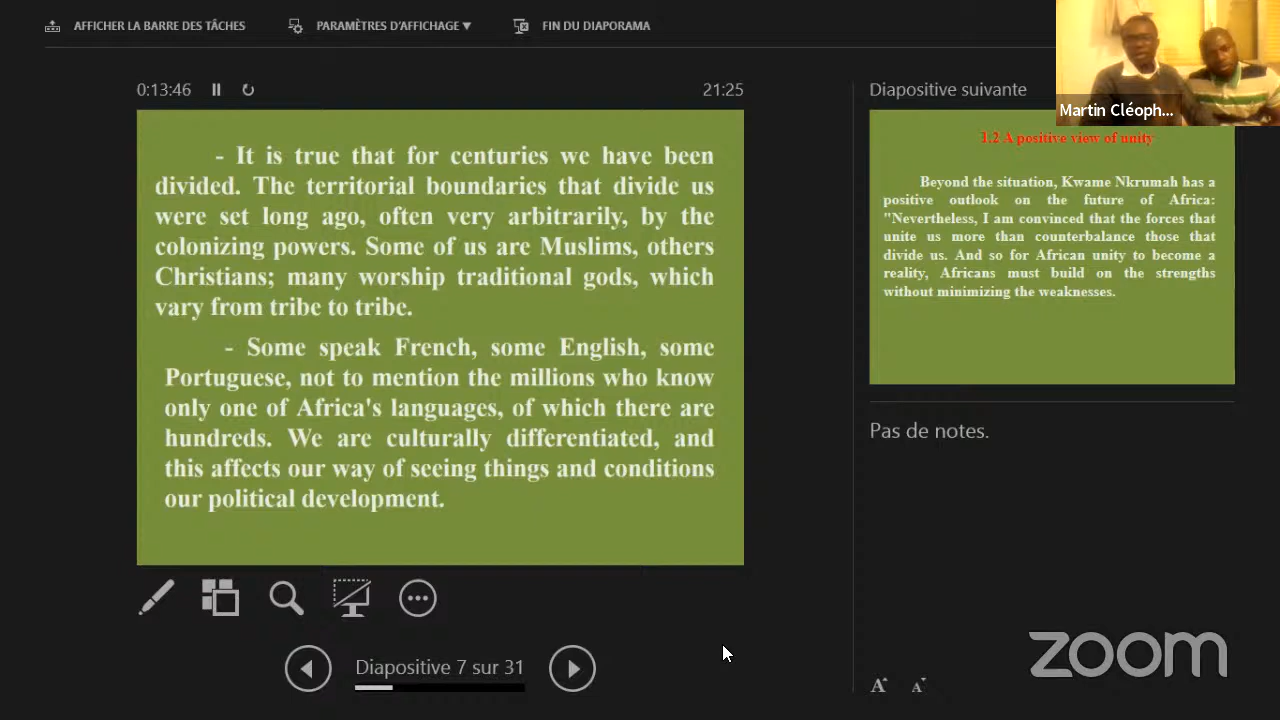 AFFICHER LA BARRE DES TÂCHES
PARAMÈTRES D'AFFICHAGE ▼
FIN DU DIAPORAMA
0:13:46
21:25
- It is true that for centuries we have been
divided. The territorial boundaries that divide us
were set long ago, often very arbitrarily, by the
colonizing powers. Some of us are Muslims, others
Christians; many worship traditional gods, which
vary from tribe to tribe.
- Some speak French, some English, some
Portuguese, not to mention the millions who know
only one of Africa's languages, of which there are
hundreds. We are culturally differentiated, and
this affects our way of seeing things and conditions
our political development.
Diapositive 7 sur 31
Martin Cléoph...
Diapositive suivante
1.2 A positive view of unity
Beyond the situation, Kwame Nkrumah has a
positive outlook on the future of Africa:
"Nevertheless, I am convinced that the forces that
unite us more than counterbalance those that
divide us. And so for African unity to become a
reality, Africans must build on the strengths
without minimizing the weaknesses.
Pas de notes.
A A
zoom